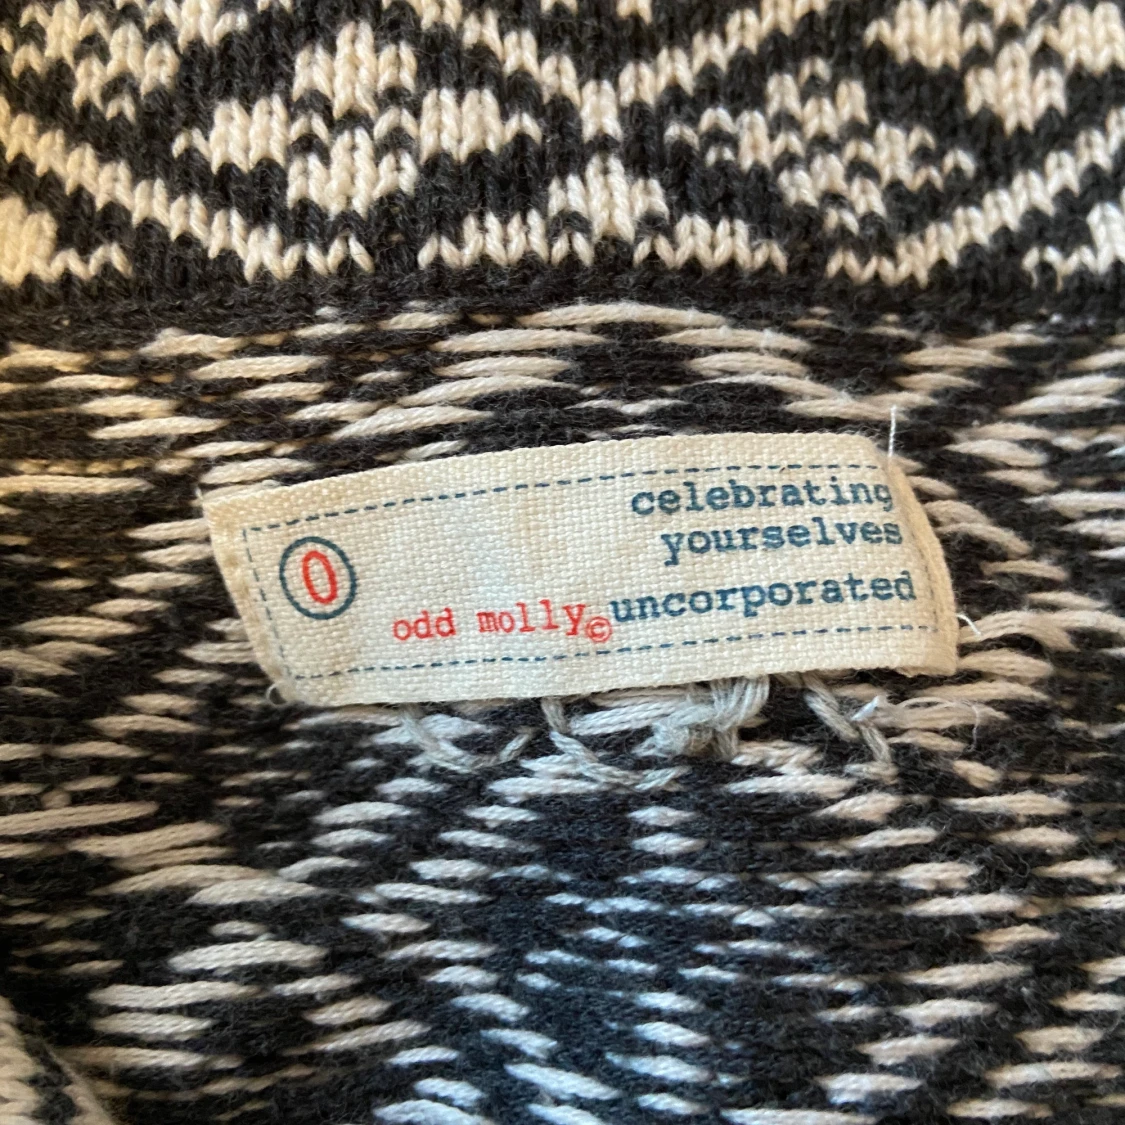 celebrating
yourselves
0
odd molly© uncorporated